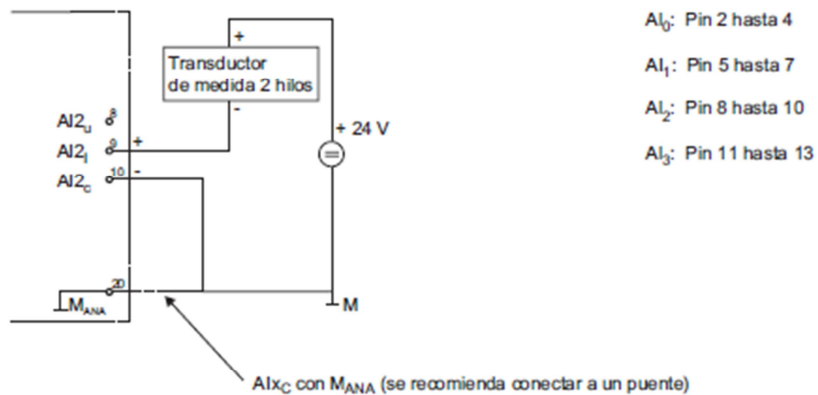 AI₀: Pin 2 hasta 4
AI₁: Pin 5 hasta 7
AI₂: Pin 8 hasta 10
AI₃: Pin 11 hasta 13
+
Transductor
de medida 2 hilos
-
+ 24 V
AI2u 8
AI2I 9 +
AI2c 10 -
20
MANA
M
AIxC con MANA (se recomienda conectar a un puente)